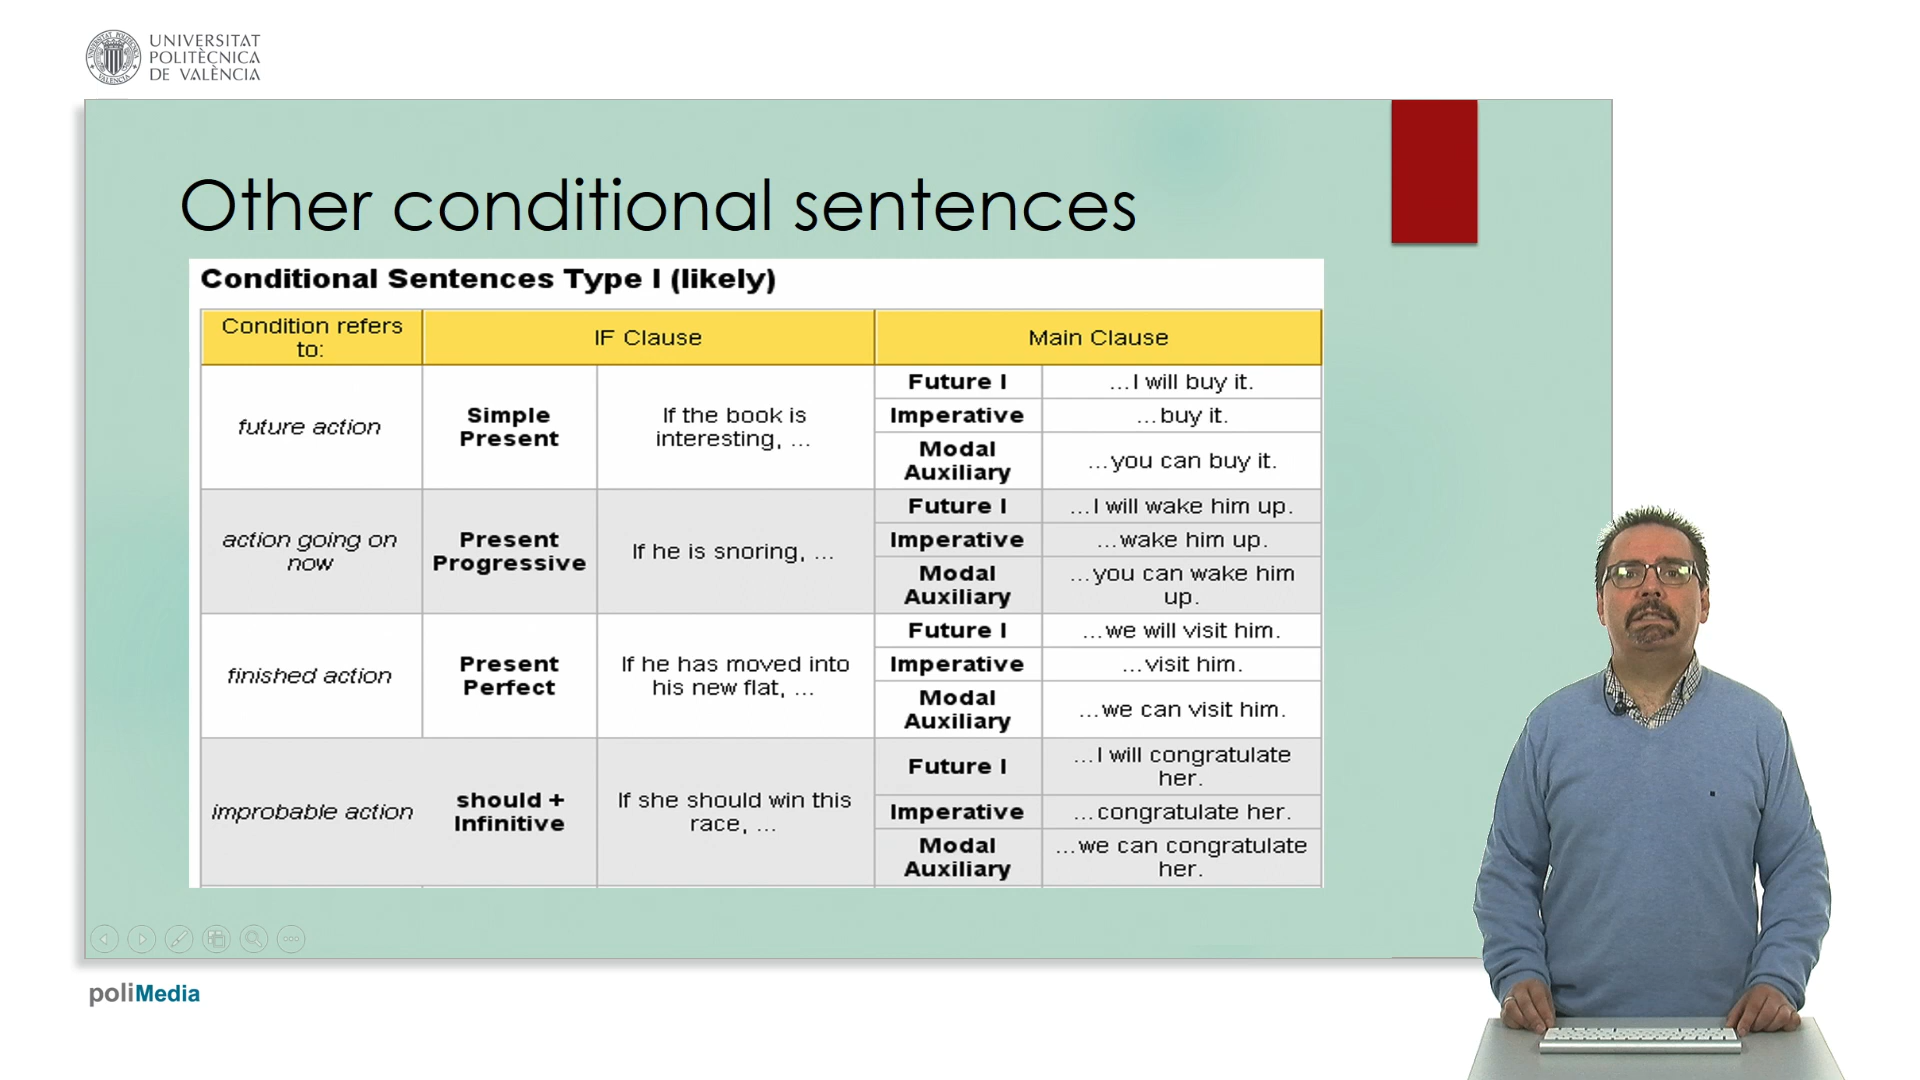 UNIVERSITAT
POLITÈCNICA
DE VALÈNCIA
Other conditional sentences
Conditional Sentences Type I (likely)
Condition refers
to:
IF Clause
Main Clause
future action
Simple
Present
If the book is
interesting, ...
Future I
...I will buy it.
Imperative
...buy it.
Modal
Auxiliary
...you can buy it.
action going on
now
Present
Progressive
If he is snoring, ...
Future I
...I will wake him up.
Imperative
...wake him up.
Modal
Auxiliary
...you can wake him
up.
finished action
Present
Perfect
If he has moved into
his new flat, ...
Future I
...we will visit him.
Imperative
...visit him.
Modal
Auxiliary
...we can visit him.
improbable action
should +
Infinitive
If she should win this
race, ...
Future I
...I will congratulate
her.
Imperative
...congratulate her.
Modal
Auxiliary
...we can congratulate
her.
poliMedia